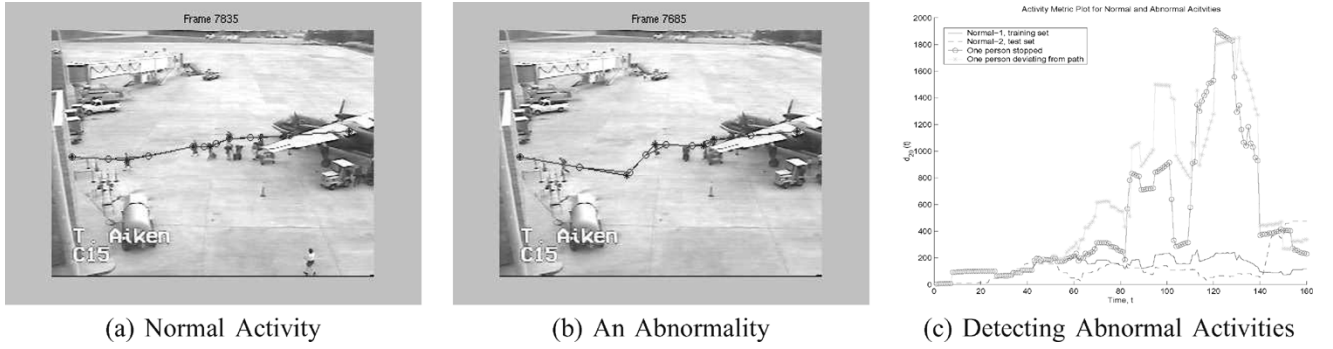 Frame 7835
T. Aiken
C15
(a) Normal Activity
Frame 7685
T. Aiken
C15
(b) An Abnormality
Activity Metric Plot for Normal and Abnormal Acitvities
Normal-1, training set
Normal-2, test set
One person stopped
One person deviating from path
2000
1800
1600
1400
1200
1000
800
600
400
200
0
d20(t)
0 20 40 60 80 100 120 140 160
Time, t
(c) Detecting Abnormal Activities